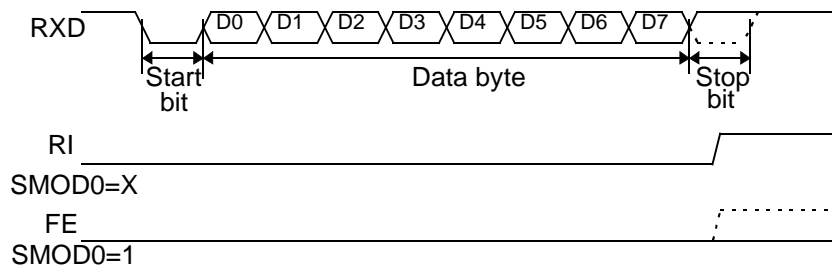 RXD D0 D1 D2 D3 D4 D5 D6 D7
Start bit
Data byte
Stop bit
RI
SMOD0=X
FE
SMOD0=1